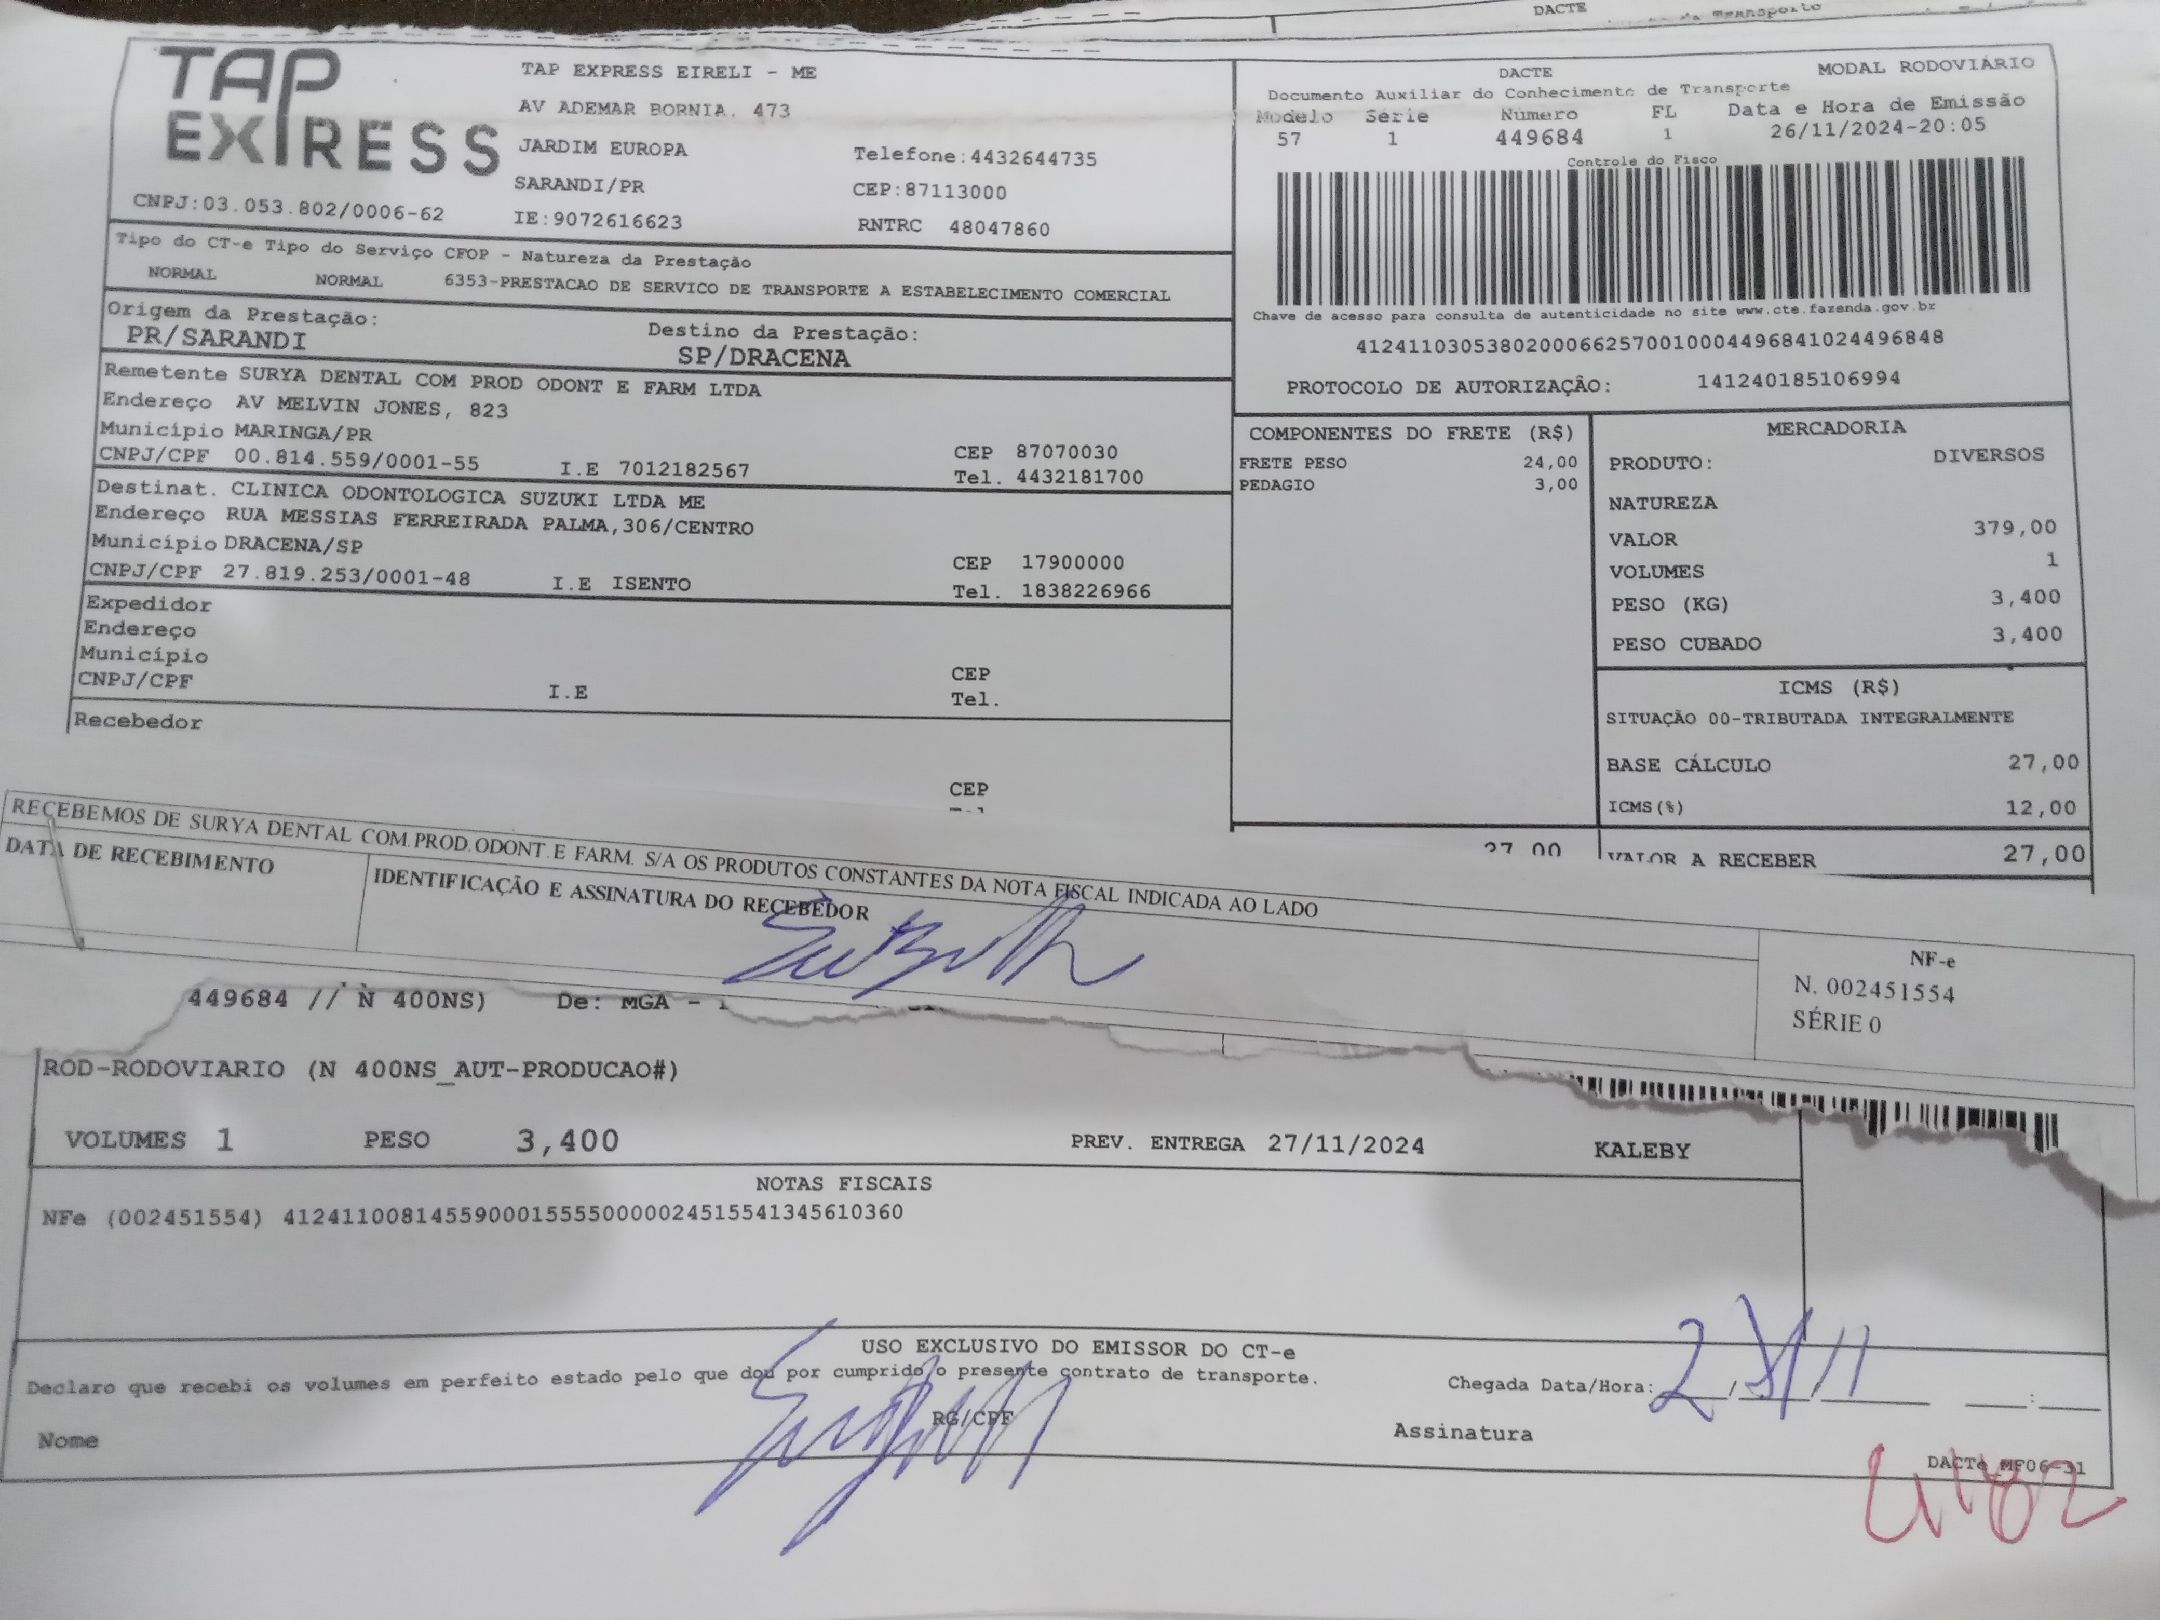 DACTE
TAP EXPRESS
TAP EXPRESS EIRELI - ME
AV ADEMAR BORNIA, 473
JARDIM EUROPA
Telefone:4432644735
SARANDI/PR
CEP:87113000
CNPJ:03.053.802/0006-62
IE:9072616623
RNTRC 48047860
DACTE
MODAL RODOVIÁRIO
Documento Auxiliar do Conhecimento de Transporte
Modelo Serie Número FL Data e Hora de Emissão
57 1 449684 1 26/11/2024-20:05
Controle do Fisco
Chave de acesso para consulta de autenticidade no site www.cte.fazenda.gov.br
41241103053802000662570010004496841024496848
PROTOCOLO DE AUTORIZAÇÃO: 141240185106994
Tipo do CT-e Tipo do Serviço CFOP - Natureza da Prestação
NORMAL NORMAL 6353-PRESTACAO DE SERVICO DE TRANSPORTE A ESTABELECIMENTO COMERCIAL
Origem da Prestação: Destino da Prestação:
PR/SARANDI SP/DRACENA
Remetente SURYA DENTAL COM PROD ODONT E FARM LTDA
Endereço AV MELVIN JONES, 823
Município MARINGA/PR CEP 87070030
CNPJ/CPF 00.814.559/0001-55 I.E 7012182567 Tel. 4432181700
Destinat. CLINICA ODONTOLOGICA SUZUKI LTDA ME
Endereço RUA MESSIAS FERREIRADA PALMA,306/CENTRO
Município DRACENA/SP CEP 17900000
CNPJ/CPF 27.819.253/0001-48 I.E ISENTO Tel. 1838226966
Expedidor
Endereço
Município CEP
CNPJ/CPF I.E Tel.
Recebedor
CEP
COMPONENTES DO FRETE (R$)
FRETE PESO 24,00
PEDAGIO 3,00
27,00
MERCADORIA
PRODUTO: DIVERSOS
NATUREZA
VALOR 379,00
VOLUMES 1
PESO (KG) 3,400
PESO CUBADO 3,400
ICMS (R$)
SITUAÇÃO 00-TRIBUTADA INTEGRALMENTE
BASE CÁLCULO 27,00
ICMS(%) 12,00
VALOR A RECEBER 27,00
RECEBEMOS DE SURYA DENTAL COM.PROD.ODONT.E FARM. S/A OS PRODUTOS CONSTANTES DA NOTA FISCAL INDICADA AO LADO
DATA DE RECEBIMENTO
IDENTIFICAÇÃO E ASSINATURA DO RECEBEDOR
NF-e
N. 002451554
SÉRIE 0
449684 // N 400NS) De: MGA -
ROD-RODOVIARIO (N 400NS_AUT-PRODUCAO#)
VOLUMES 1 PESO 3,400 PREV. ENTREGA 27/11/2024 KALEBY
NOTAS FISCAIS
NFe (002451554) 41241100814559000155550000024515541345610360
USO EXCLUSIVO DO EMISSOR DO CT-e
Declaro que recebi os volumes em perfeito estado pelo que dou por cumprido o presente contrato de transporte.
Chegada Data/Hora:
Nome RG/CPF Assinatura
DACTe_MF06-31